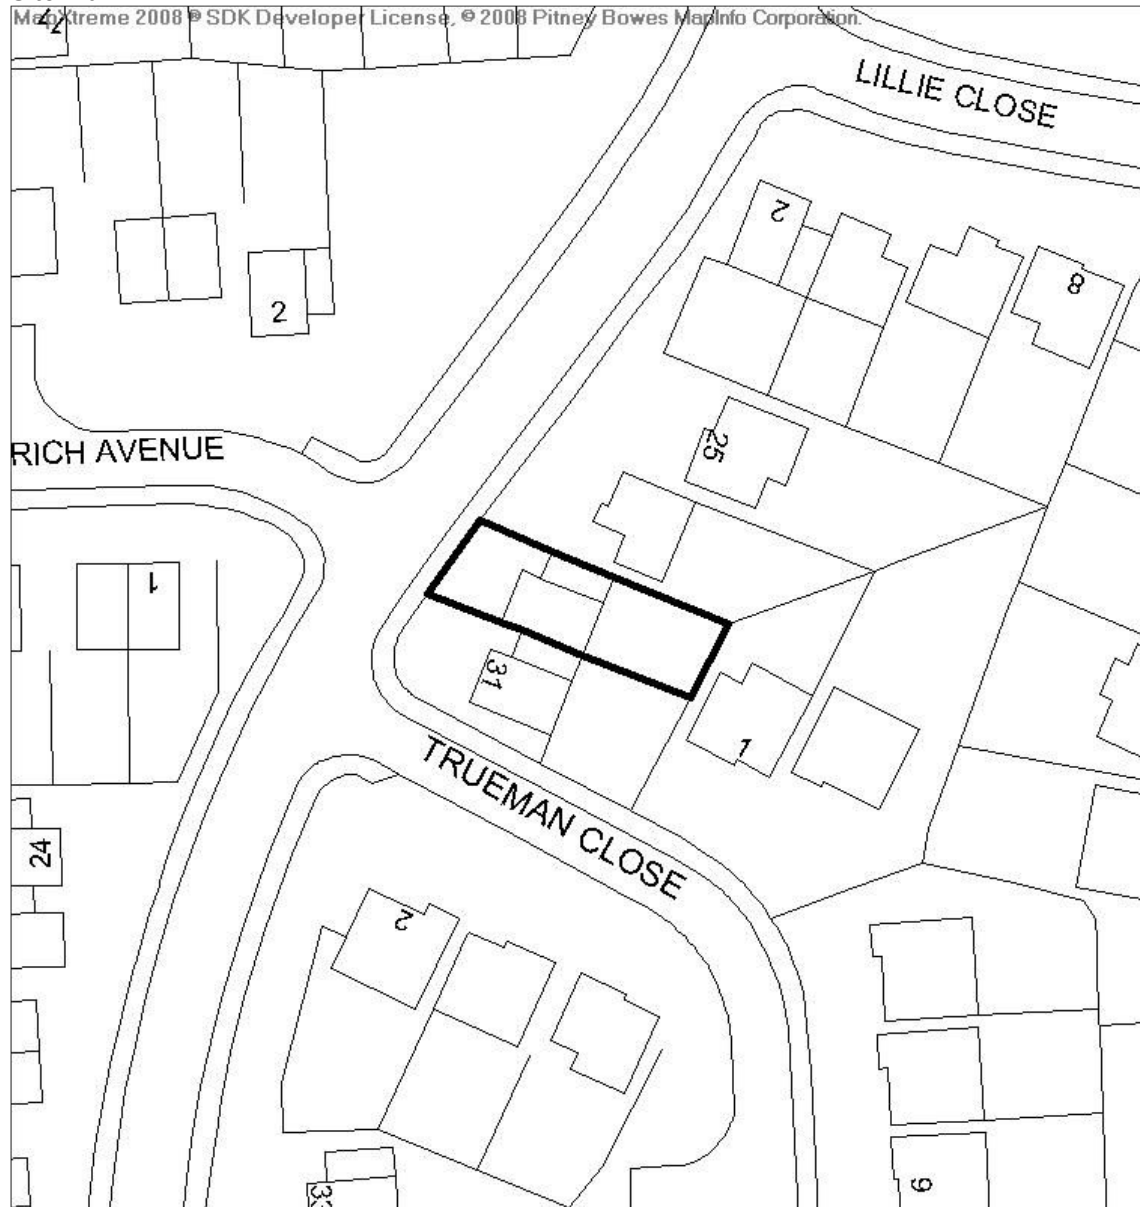 MapXtreme 2008 ® SDK Developer License, © 2008 Pitney Bowes MapInfo Corporation.
LILLIE CLOSE
2
8
2
25
RICH AVENUE
1
31
1
TRUEMAN CLOSE
24
2
9